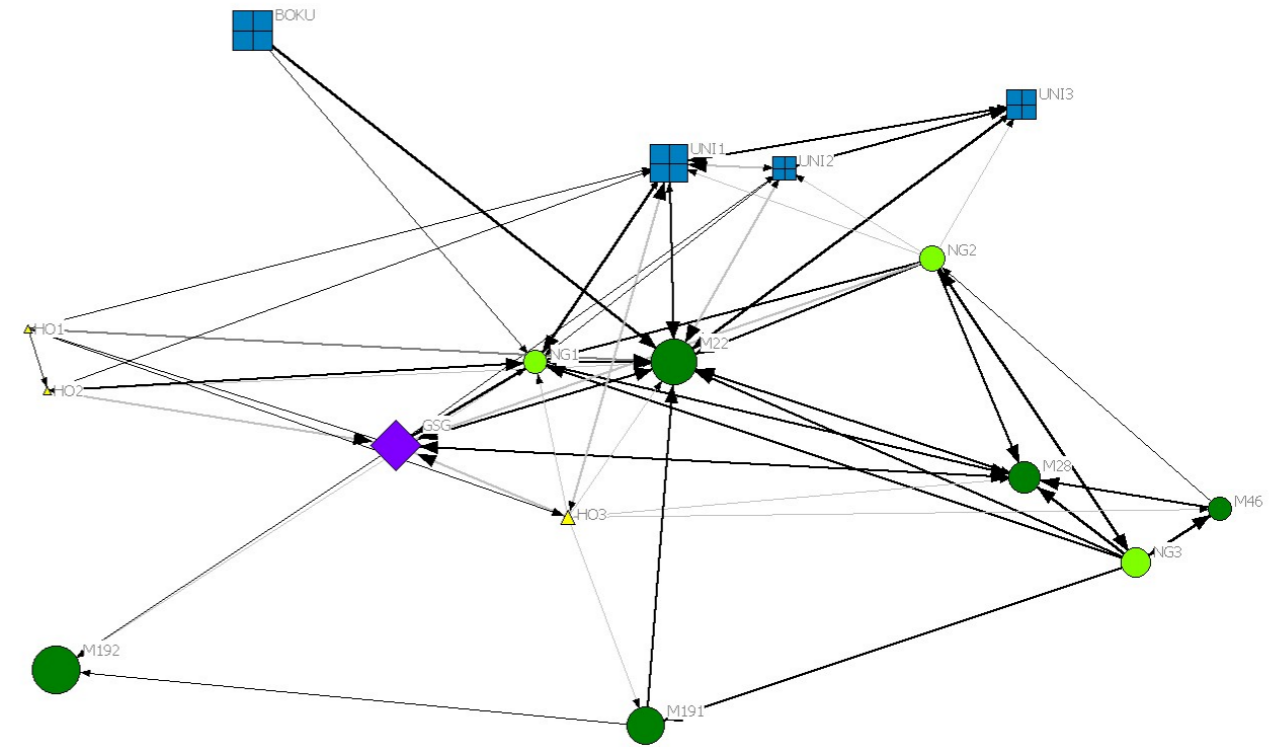 BOKU
UNI3
UNI1
UNI2
NG2
HO1
M22
NG1
HO2
GSG
M28
M46
HO3
NG3
M192
M191